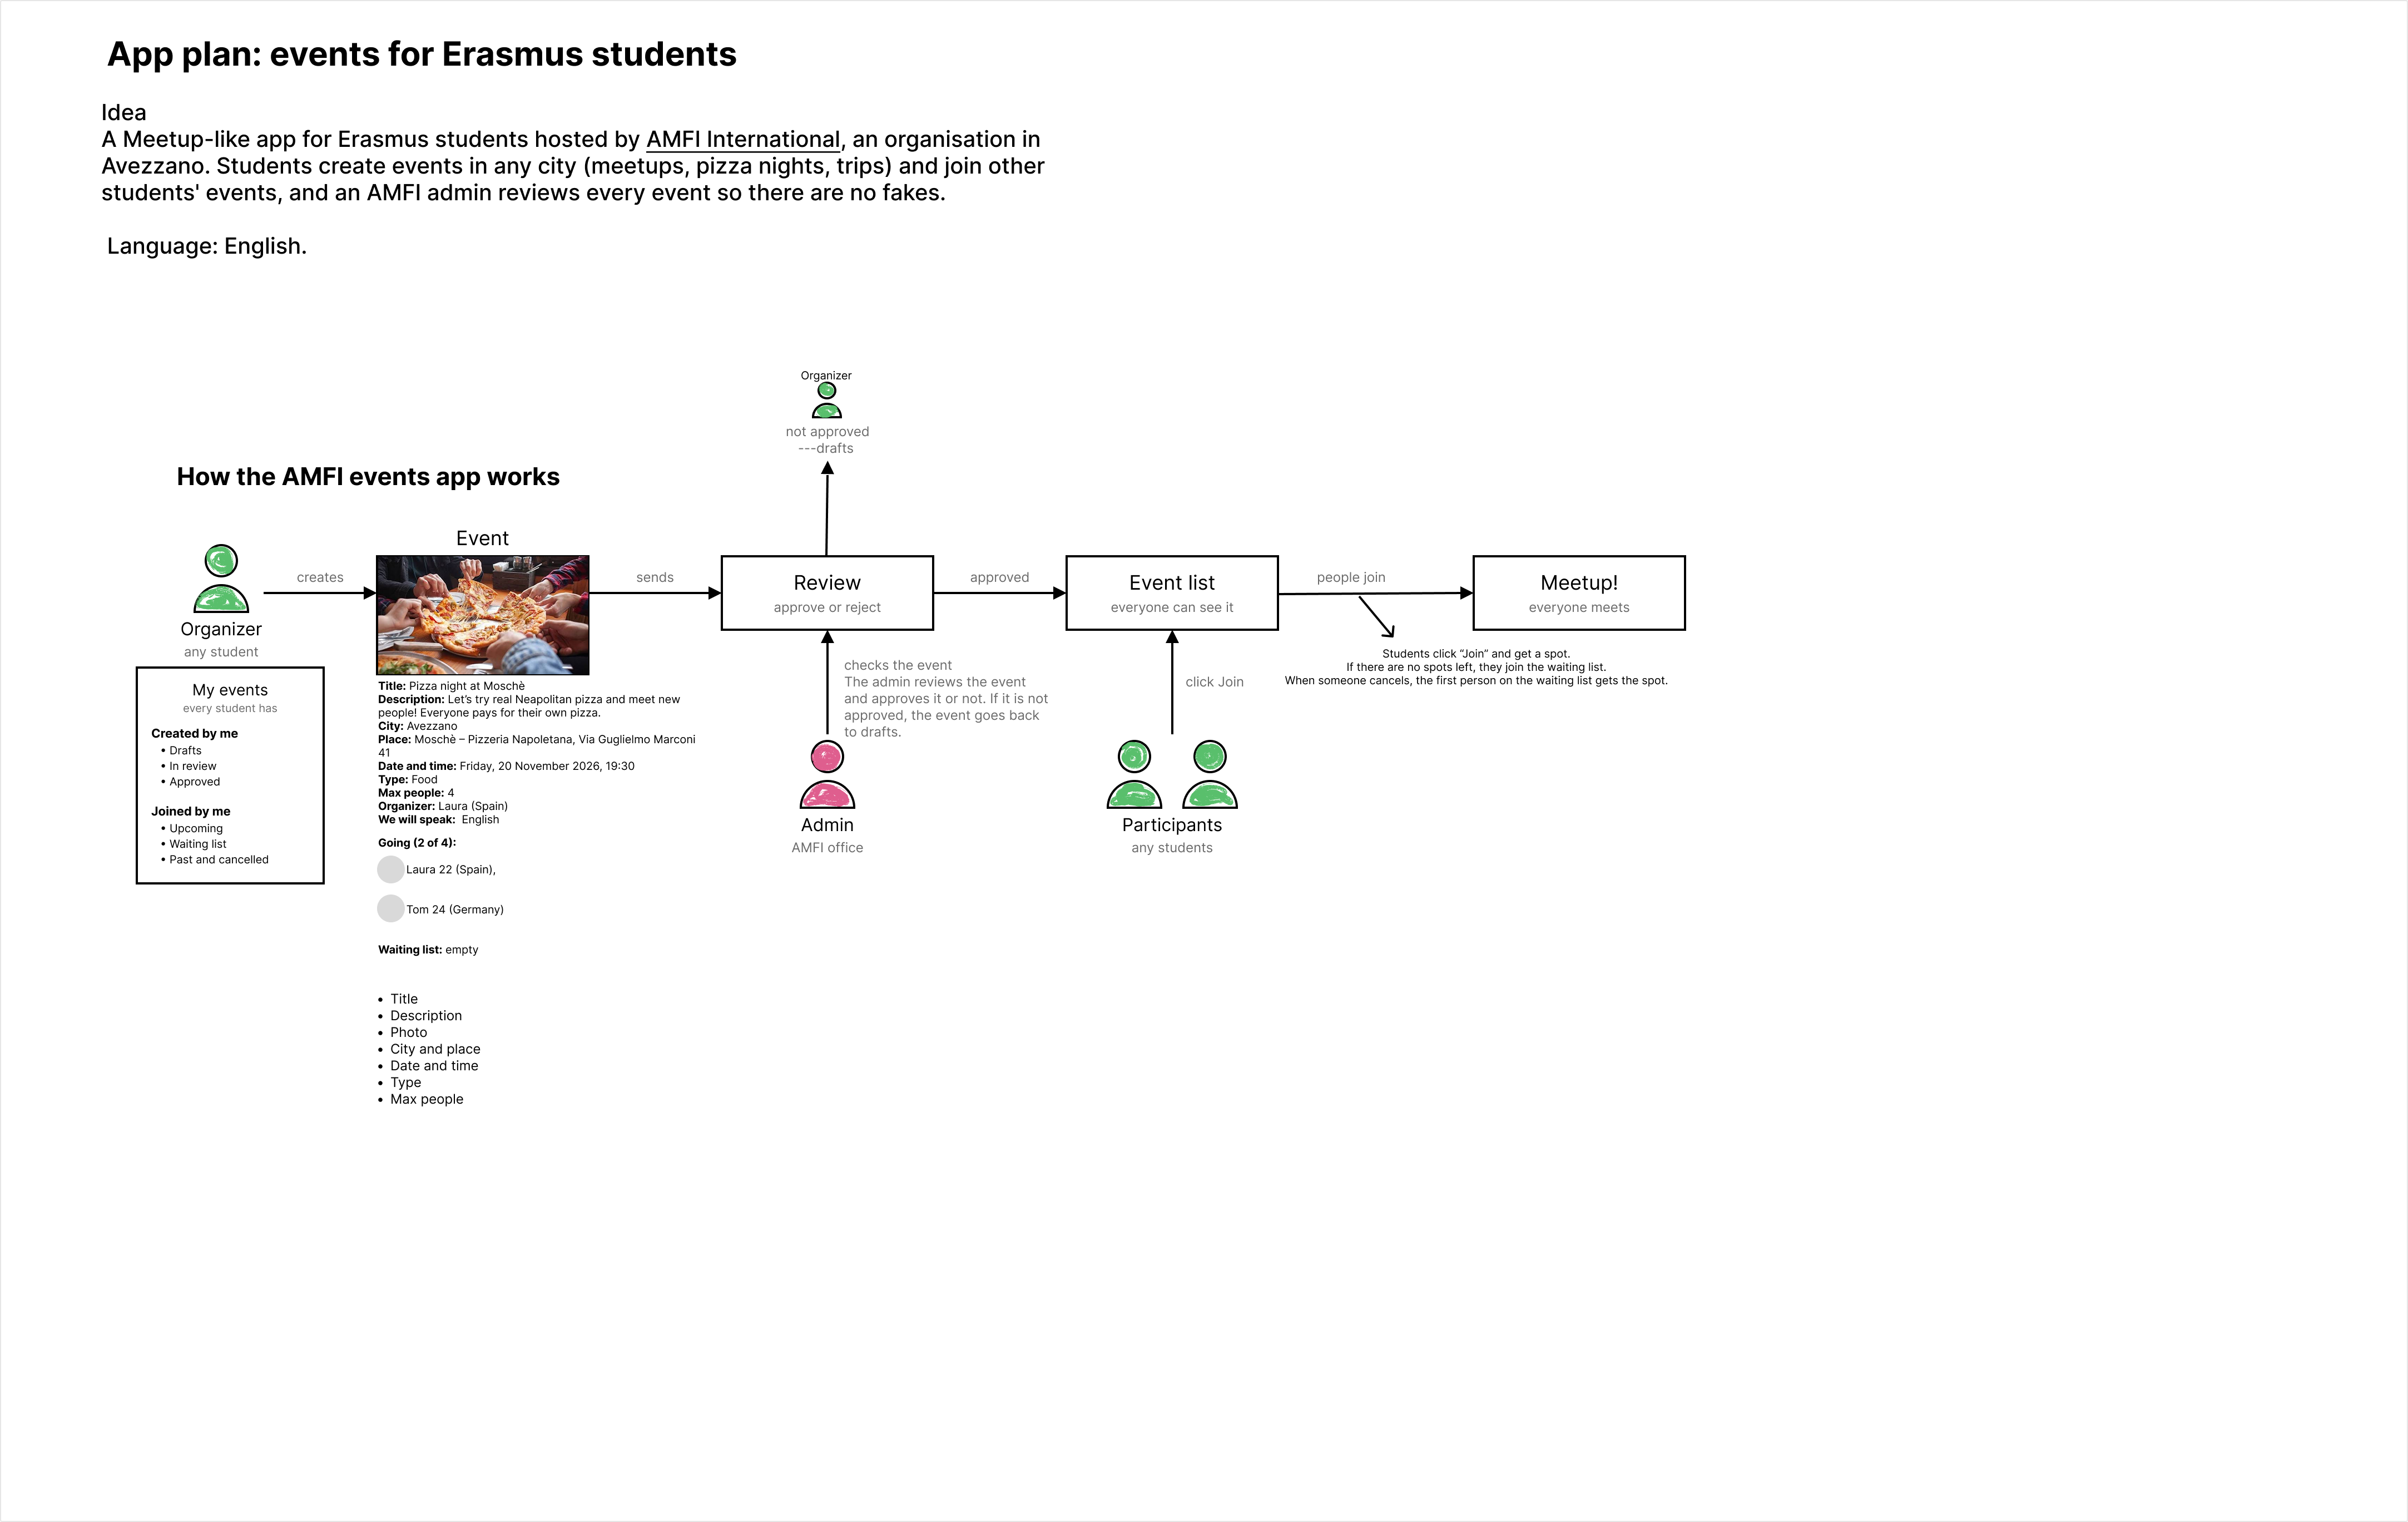 App plan: events for Erasmus students
Idea
A Meetup-like app for Erasmus students hosted by AMFI International, an organisation in
Avezzano. Students create events in any city (meetups, pizza nights, trips) and join other
students' events, and an AMFI admin reviews every event so there are no fakes.
Language: English.
Organizer
not approved
---drafts
How the AMFI events app works
Organizer
any student
creates
Event
sends
Review
approve or reject
approved
Event list
everyone can see it
people join
Meetup!
everyone meets
My events
every student has
Created by me
• Drafts
• In review
• Approved
Joined by me
• Upcoming
• Waiting list
• Past and cancelled
Title: Pizza night at Moschè
Description: Let’s try real Neapolitan pizza and meet new
people! Everyone pays for their own pizza.
City: Avezzano
Place: Moschè – Pizzeria Napoletana, Via Guglielmo Marconi
41
Date and time: Friday, 20 November 2026, 19:30
Type: Food
Max people: 4
Organizer: Laura (Spain)
We will speak:  English
Going (2 of 4):
Laura 22 (Spain),
Tom 24 (Germany)
Waiting list: empty
• Title
• Description
• Photo
• City and place
• Date and time
• Type
• Max people
checks the event
The admin reviews the event
and approves it or not. If it is not
approved, the event goes back
to drafts.
Admin
AMFI office
click Join
Participants
any students
Students click “Join” and get a spot.
If there are no spots left, they join the waiting list.
When someone cancels, the first person on the waiting list gets the spot.